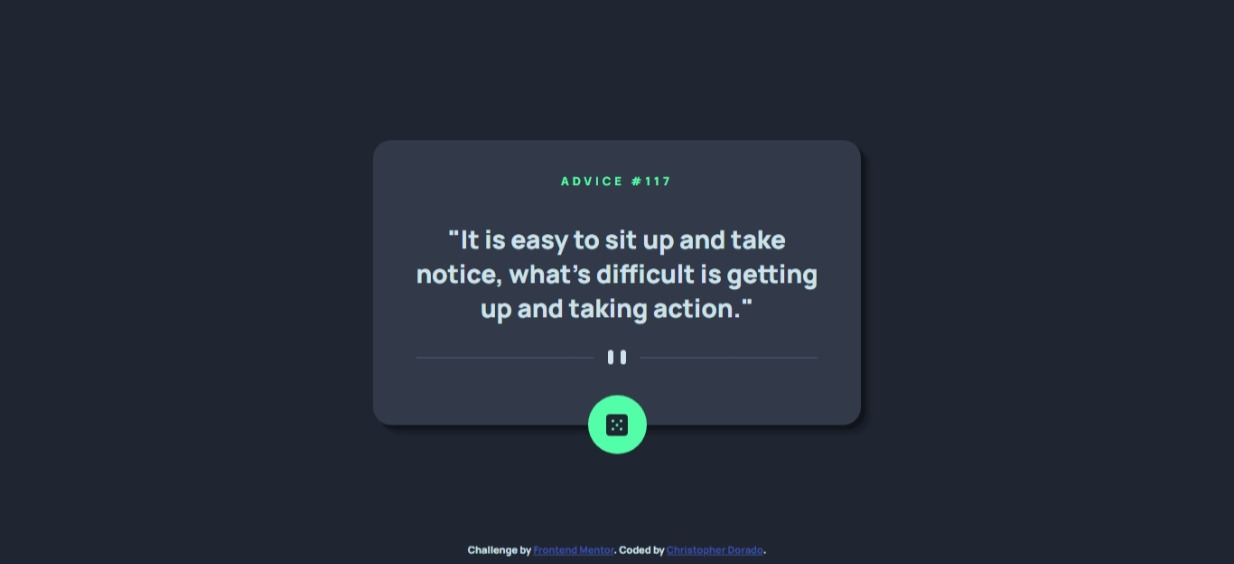 ADVICE #117
"It is easy to sit up and take
notice, what’s difficult is getting
up and taking action."
Challenge by Frontend Mentor. Coded by Christopher Dorado.